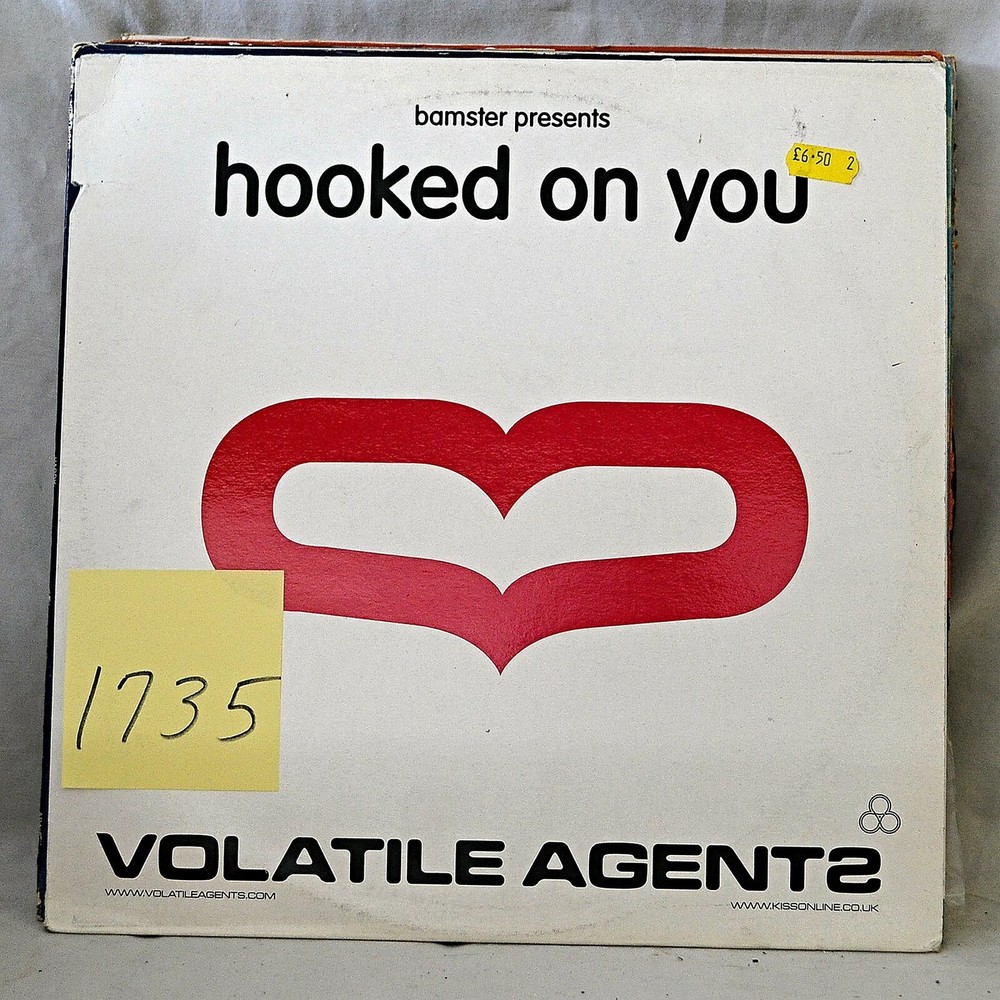 bamster presents
hooked on you
£6·50 2
1735
VOLATILE AGENTS
WWW.VOLATILEAGENTS.COM
WWW.KISSONLINE.CO.UK